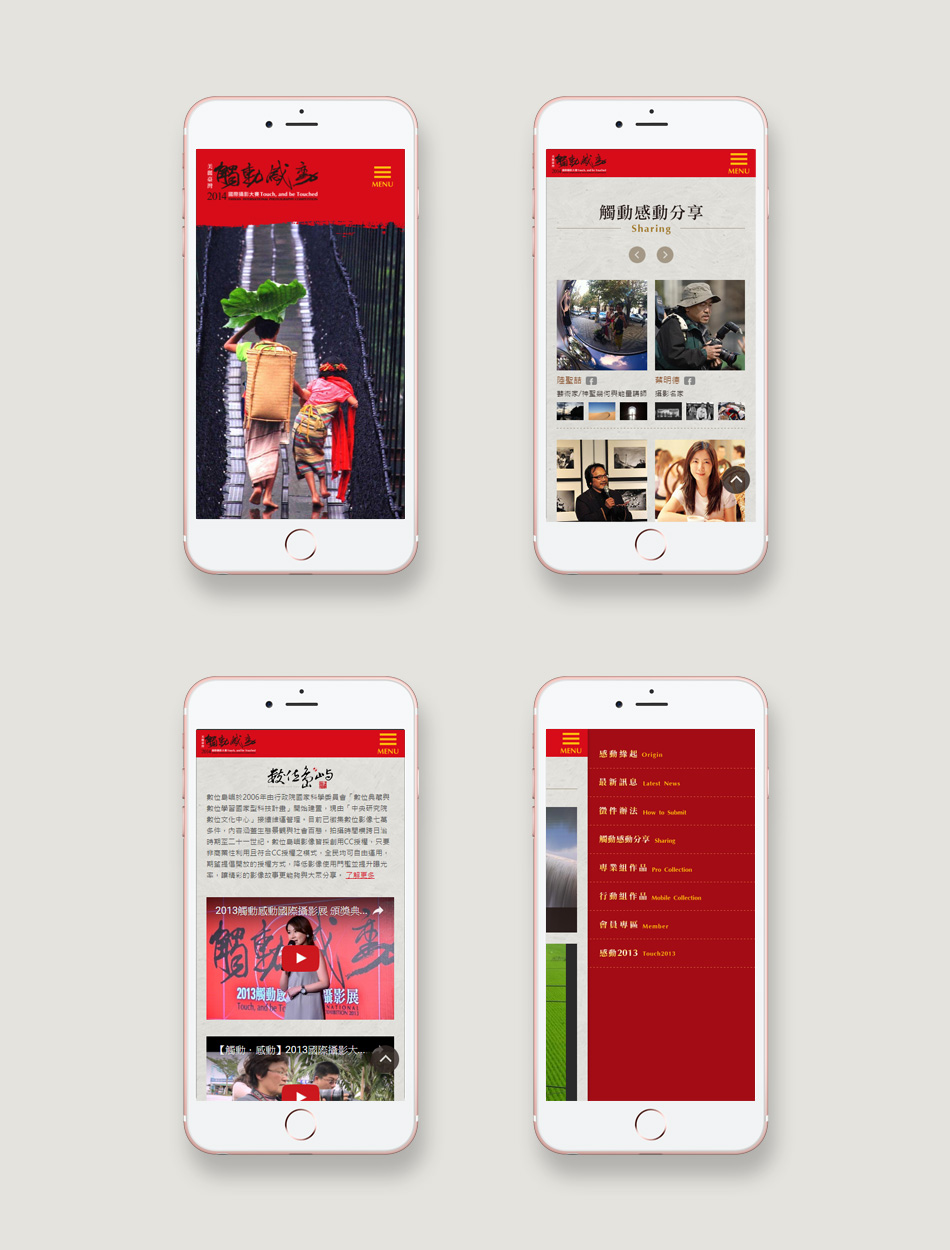 美麗臺灣
觸動感動
2014 國際攝影大賽 Touch, and be Touched
MENU
觸動感動
MENU
觸動感動分享
Sharing
陸聖喆
蔡明德
藝術家/神聖幾何與能量講師
攝影名家
觸動感動
MENU
數位島嶼
數位島嶼於2006年由行政院國家科學委員會「數位典藏與
數位學習國家型科技計畫」開始建置，現由「中央研究院
數位文化中心」接續維運管理。目前已徵集數位影像七萬
多件，內容涵蓋生態景觀與社會百態，拍攝時間橫跨日治
時期至二十一世紀。數位島嶼影像皆採創用CC授權，只要
非商業性利用且符合CC授權之模式，全民均可自由運用，
期望提倡開放的授權方式，降低影像使用門檻並提升曝光
率，讓精彩的影像故事更能夠與大眾分享。 了解更多
2013觸動感動國際攝影展 頒獎典...
2013觸動感
攝影展
Touch, and be
【觸動．感動】2013國際攝影大...
MENU
感動緣起 Origin
最新訊息 Latest News
徵件辦法 How to Submit
觸動感動分享 Sharing
專業組作品 Pro Collection
行動組作品 Mobile Collection
會員專區 Member
感動2013 Touch2013